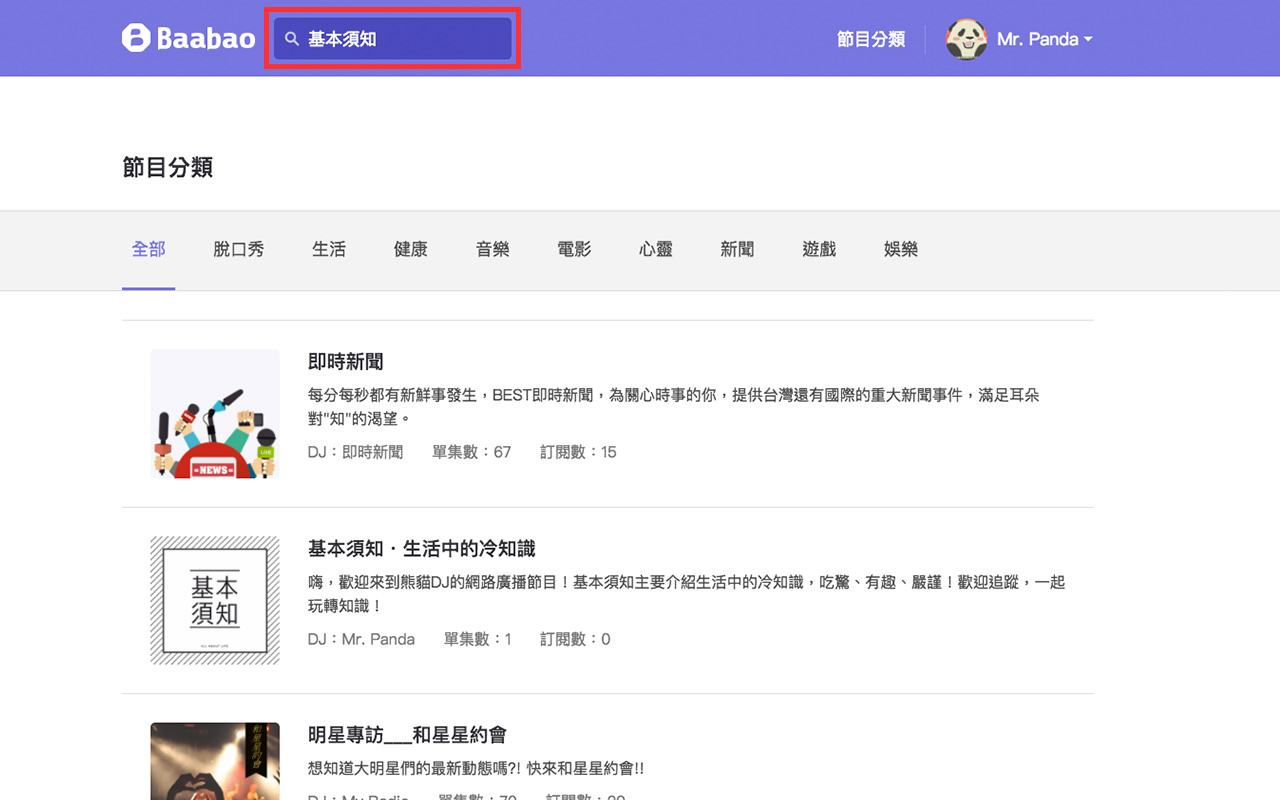 Baabao
基本須知
節目分類
Mr. Panda
節目分類
全部 脫口秀 生活 健康 音樂 電影 心靈 新聞 遊戲 娛樂
NEWS
LIVE
即時新聞
每分每秒都有新鮮事發生，BEST即時新聞，為關心時事的你，提供台灣還有國際的重大新聞事件，滿足耳朵
對"知"的渴望。
DJ：即時新聞 單集數：67 訂閱數：15
基本
須知
ALL ABOUT LIFE
基本須知．生活中的冷知識
嗨，歡迎來到熊貓DJ的網路廣播節目！基本須知主要介紹生活中的冷知識，吃驚、有趣、嚴謹！歡迎追蹤，一起
玩轉知識！
DJ：Mr. Panda 單集數：1 訂閱數：0
和星星約會
明星專訪___和星星約會
想知道大明星們的最新動態嗎?! 快來和星星約會!!
DJ：My Radio 單集數：70